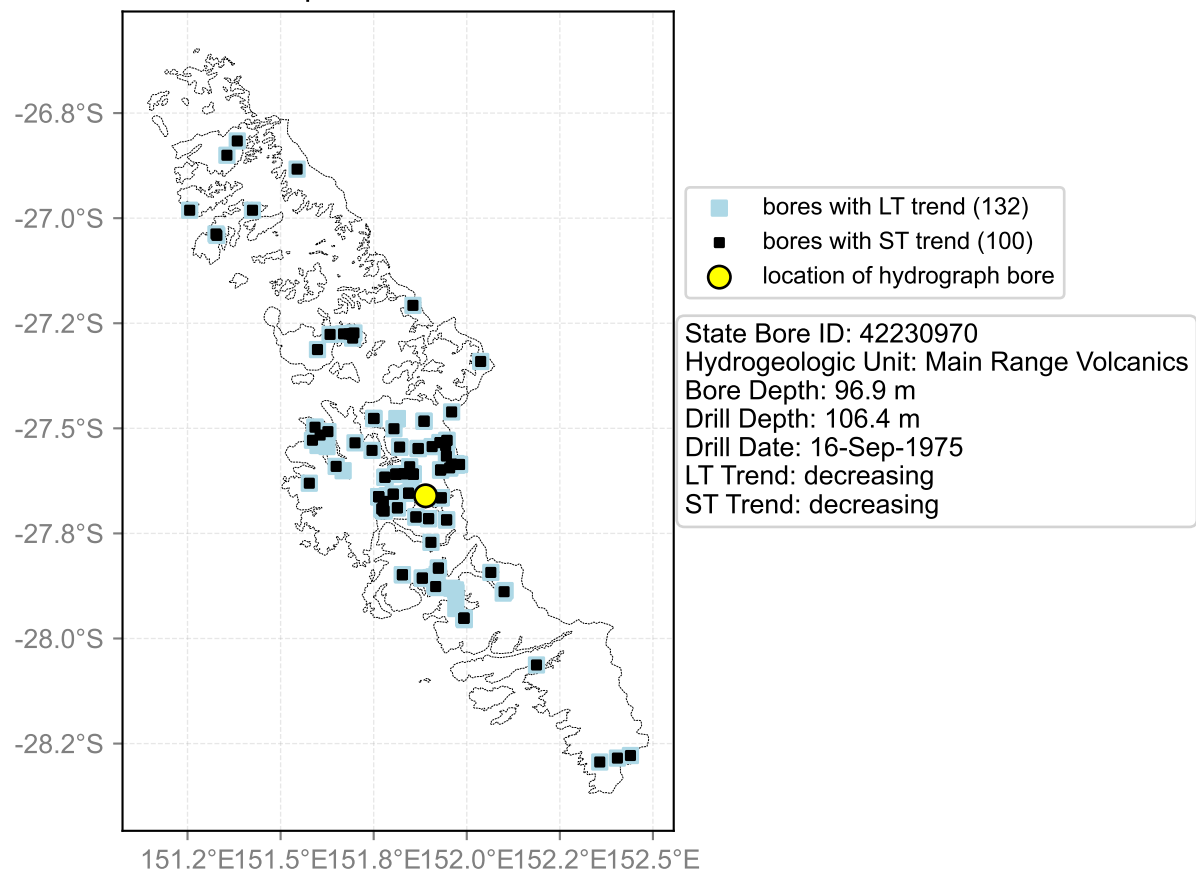 -26.8°S
-27.0°S
-27.2°S
-27.5°S
-27.8°S
-28.0°S
-28.2°S
151.2°E151.5°E151.8°E152.0°E152.2°E152.5°E
bores with LT trend (132)
bores with ST trend (100)
location of hydrograph bore
State Bore ID: 42230970
Hydrogeologic Unit: Main Range Volcanics
Bore Depth: 96.9 m
Drill Depth: 106.4 m
Drill Date: 16-Sep-1975
LT Trend: decreasing
ST Trend: decreasing